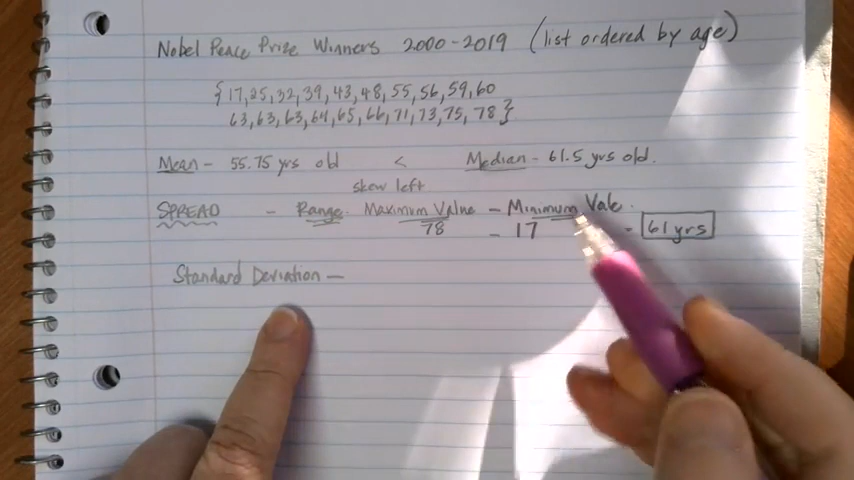 Nobel Peace Prize Winners 2000-2019 (list ordered by age)
{17,25,32,39,43,48,55,56,59,60
63,63,63,64,65,66,71,73,75,78}
Mean - 55.75 yrs old < Median - 61.5 yrs old.
skew left
SPREAD - Range. Maximum Value - Minimum Vale.
78 - 17 = 61 yrs
Standard Deviation -